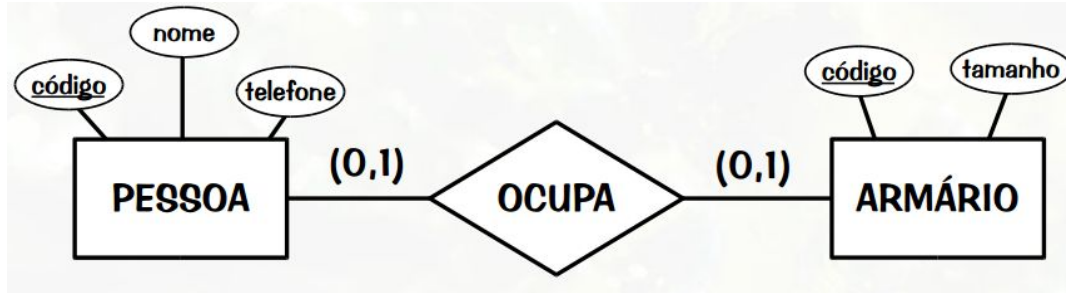 nome
código
telefone
código
tamanho
(0,1)
(0,1)
PESSOA
OCUPA
ARMÁRIO